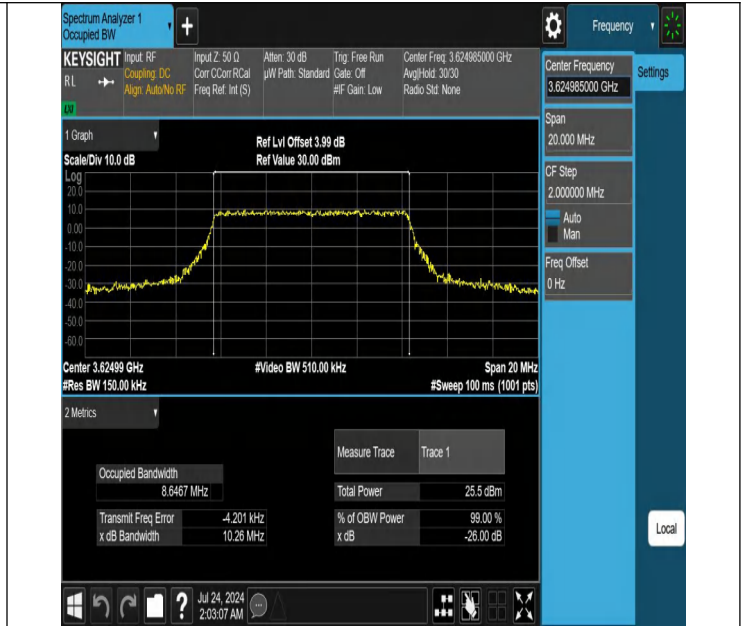 Spectrum Analyzer 1
Occupied BW
+
Frequency
KEYSIGHT
RL
LXI
Input: RF
Coupling: DC
Align: Auto/No RF
Input Z: 50 Ω
Corr CCorr RCal
Freq Ref: Int (S)
Atten: 30 dB
µW Path: Standard
Trig: Free Run
Gate: Off
#IF Gain: Low
Center Freq: 3.624985000 GHz
Avg|Hold: 30/30
Radio Std: None
Center Frequency
3.624985000 GHz
Settings
Span
20.000 MHz
CF Step
2.000000 MHz
Auto
Man
Freq Offset
0 Hz
1 Graph
Scale/Div 10.0 dB
Ref Lvl Offset 3.99 dB
Ref Value 30.00 dBm
Log
20.0
10.0
0.00
-10.0
-20.0
-30.0
-40.0
-50.0
-60.0
Center 3.62499 GHz
#Video BW 510.00 kHz
Span 20 MHz
#Res BW 150.00 kHz
#Sweep 100 ms (1001 pts)
2 Metrics
Measure Trace Trace 1
Occupied Bandwidth
8.6467 MHz
Total Power 25.5 dBm
Transmit Freq Error -4.201 kHz
% of OBW Power 99.00 %
x dB Bandwidth 10.26 MHz
x dB -26.00 dB
Local
?
Jul 24, 2024
2:03:07 AM